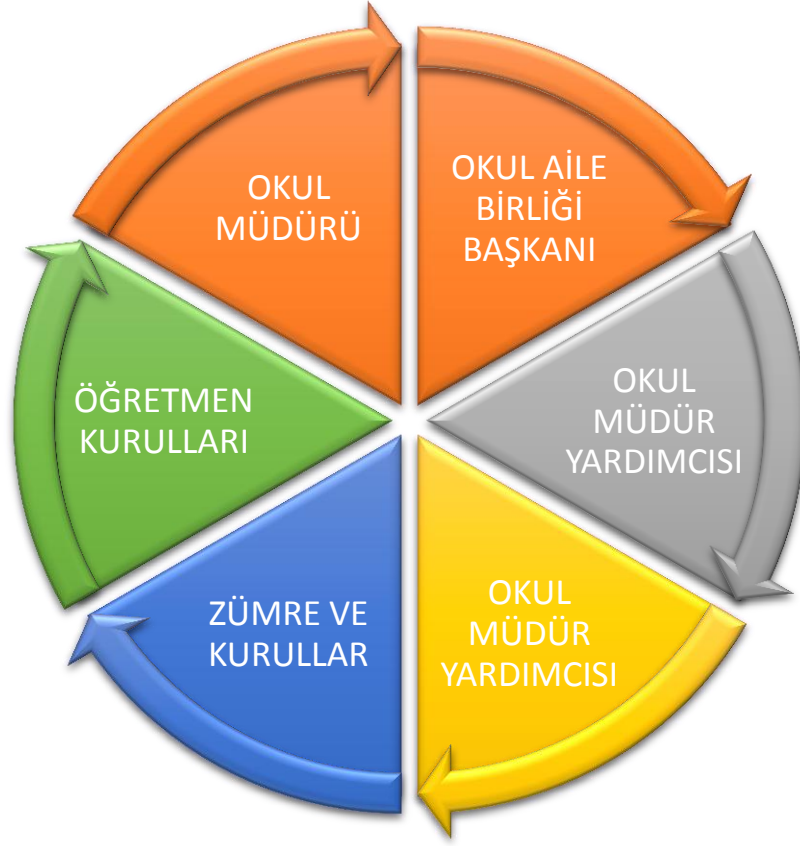 OKUL
MÜDÜRÜ
OKUL AİLE
BİRLİĞİ
BAŞKANI
OKUL
MÜDÜR
YARDIMCISI
OKUL
MÜDÜR
YARDIMCISI
ZÜMRE VE
KURULLAR
ÖĞRETMEN
KURULLARI